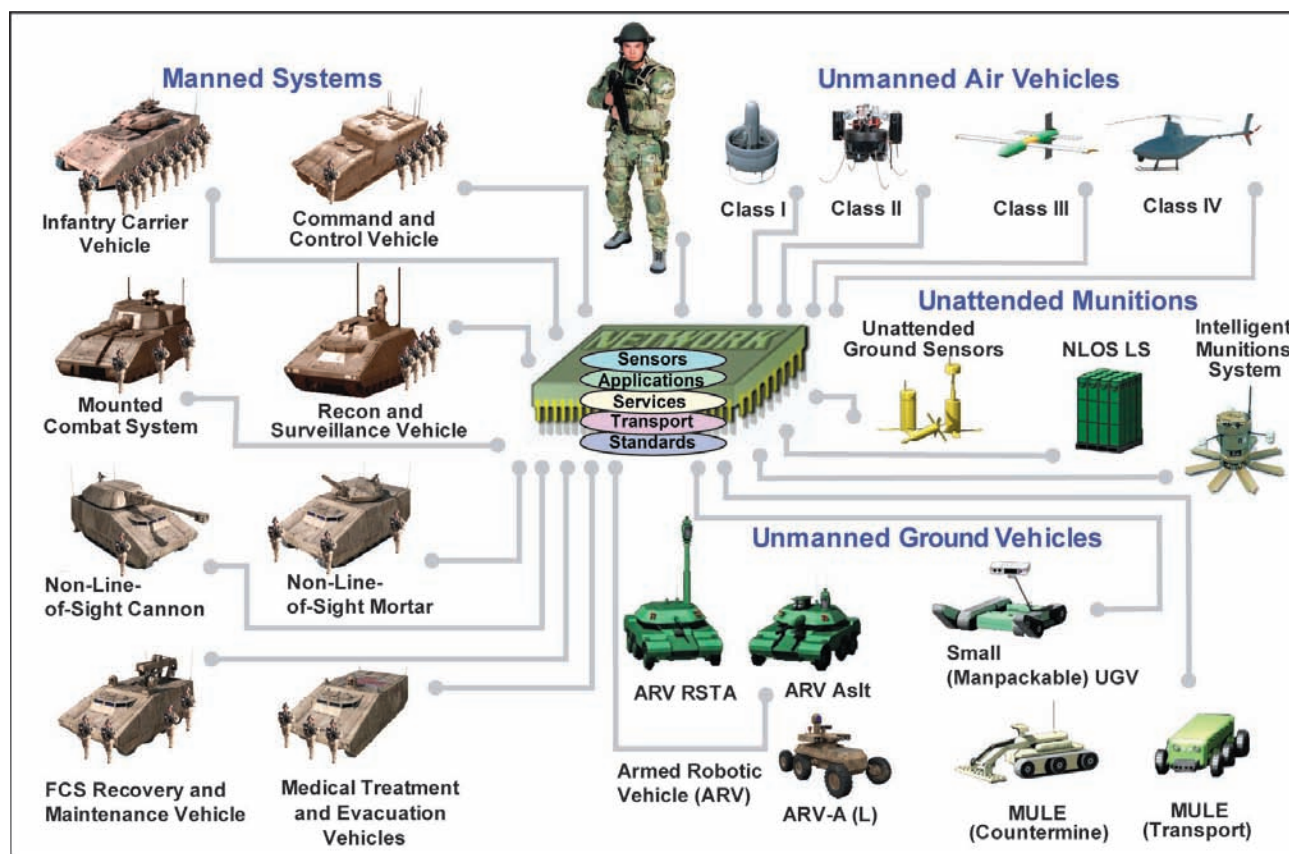 Manned Systems
Infantry Carrier
Vehicle
Command and
Control Vehicle
Mounted
Combat System
Recon and
Surveillance Vehicle
Non-Line-
of-Sight Cannon
Non-Line-
of-Sight Mortar
FCS Recovery and
Maintenance Vehicle
Medical Treatment
and Evacuation
Vehicles
NETWORK
Sensors
Applications
Services
Transport
Standards
Unmanned Air Vehicles
Class I
Class II
Class III
Class IV
Unattended Munitions
Unattended
Ground Sensors
NLOS LS
Intelligent
Munitions
System
Unmanned Ground Vehicles
ARV RSTA
ARV Aslt
Armed Robotic
Vehicle (ARV)
ARV-A (L)
Small
(Manpackable) UGV
MULE
(Countermine)
MULE
(Transport)